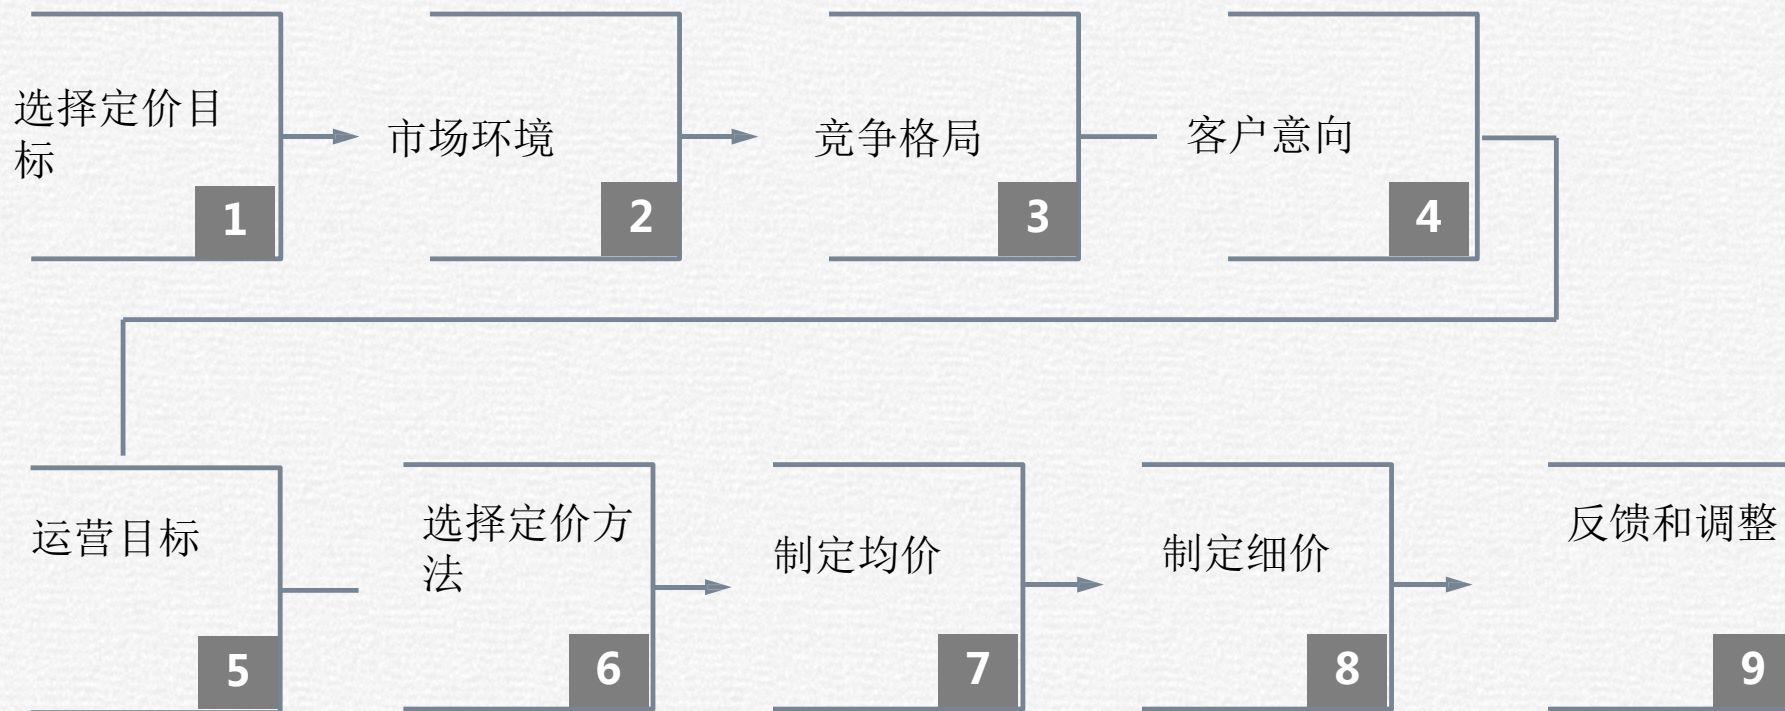 选择定价目
标
1
市场环境
2
竞争格局
3
客户意向
4
运营目标
5
选择定价方
法
6
制定均价
7
制定细价
8
反馈和调整
9